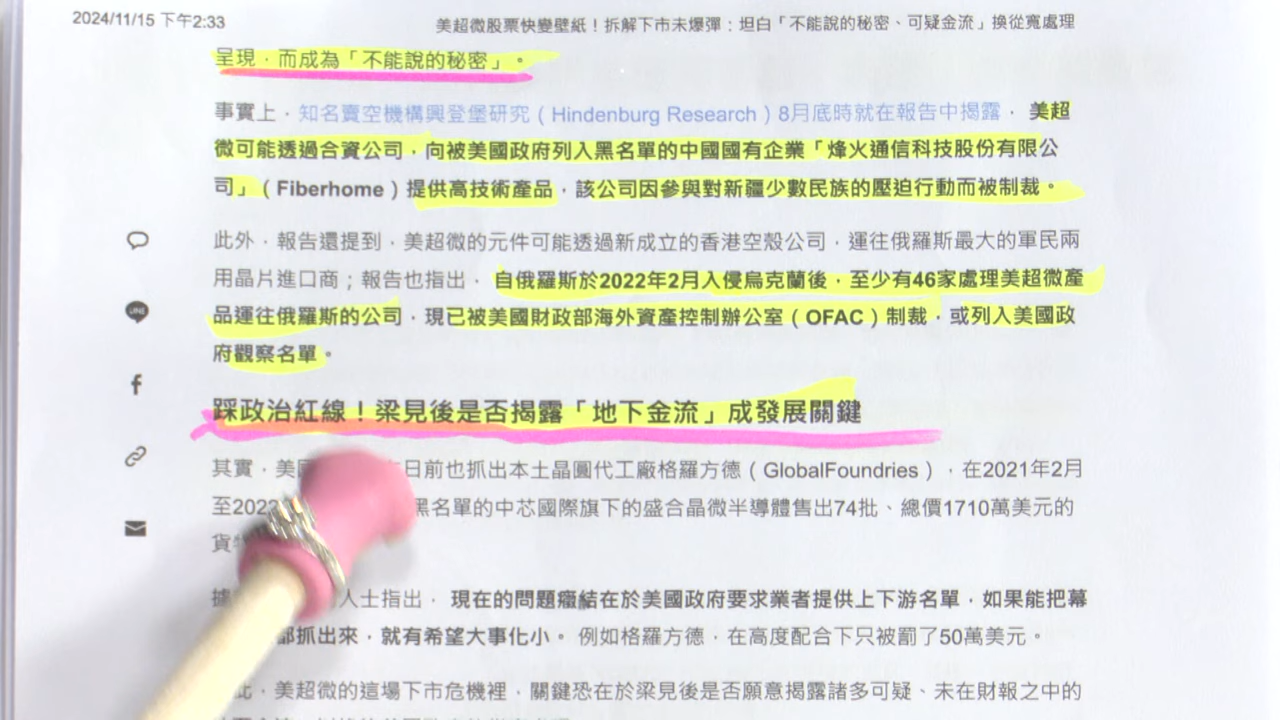 2024/11/15 下午2:33
美超微股票快變壁紙！拆解下市未爆彈：坦白「不能說的秘密、可疑金流」換從寬處理
呈現，而成為「不能說的秘密」。
事實上，知名賣空機構興登堡研究（Hindenburg Research）8月底時就在報告中揭露，美超
微可能透過合資公司，向被美國政府列入黑名單的中國國有企業「烽火通信科技股份有限公
司」（Fiberhome）提供高技術產品，該公司因參與對新疆少數民族的壓迫行動而被制裁。
此外，報告還提到，美超微的元件可能透過新成立的香港空殼公司，運往俄羅斯最大的軍民兩
用晶片進口商；報告也指出，自俄羅斯於2022年2月入侵烏克蘭後，至少有46家處理美超微產
品運往俄羅斯的公司，現已被美國財政部海外資產控制辦公室（OFAC）制裁，或列入美國政
府觀察名單。
LINE
踩政治紅線！梁見後是否揭露「地下金流」成發展關鍵
其實，美 日前也抓出本土晶圓代工廠格羅方德（GlobalFoundries），在2021年2月
至202 黑名單的中芯國際旗下的盛合晶微半導體售出74批、總價1710萬美元的
貨
人士指出，現在的問題癥結在於美國政府要求業者提供上下游名單，如果能把幕
都抓出來，就有希望大事化小。例如格羅方德，在高度配合下只被罰了50萬美元。
此，美超微的這場下市危機裡，關鍵恐在於梁見後是否願意揭露諸多可疑、未在財報之中的